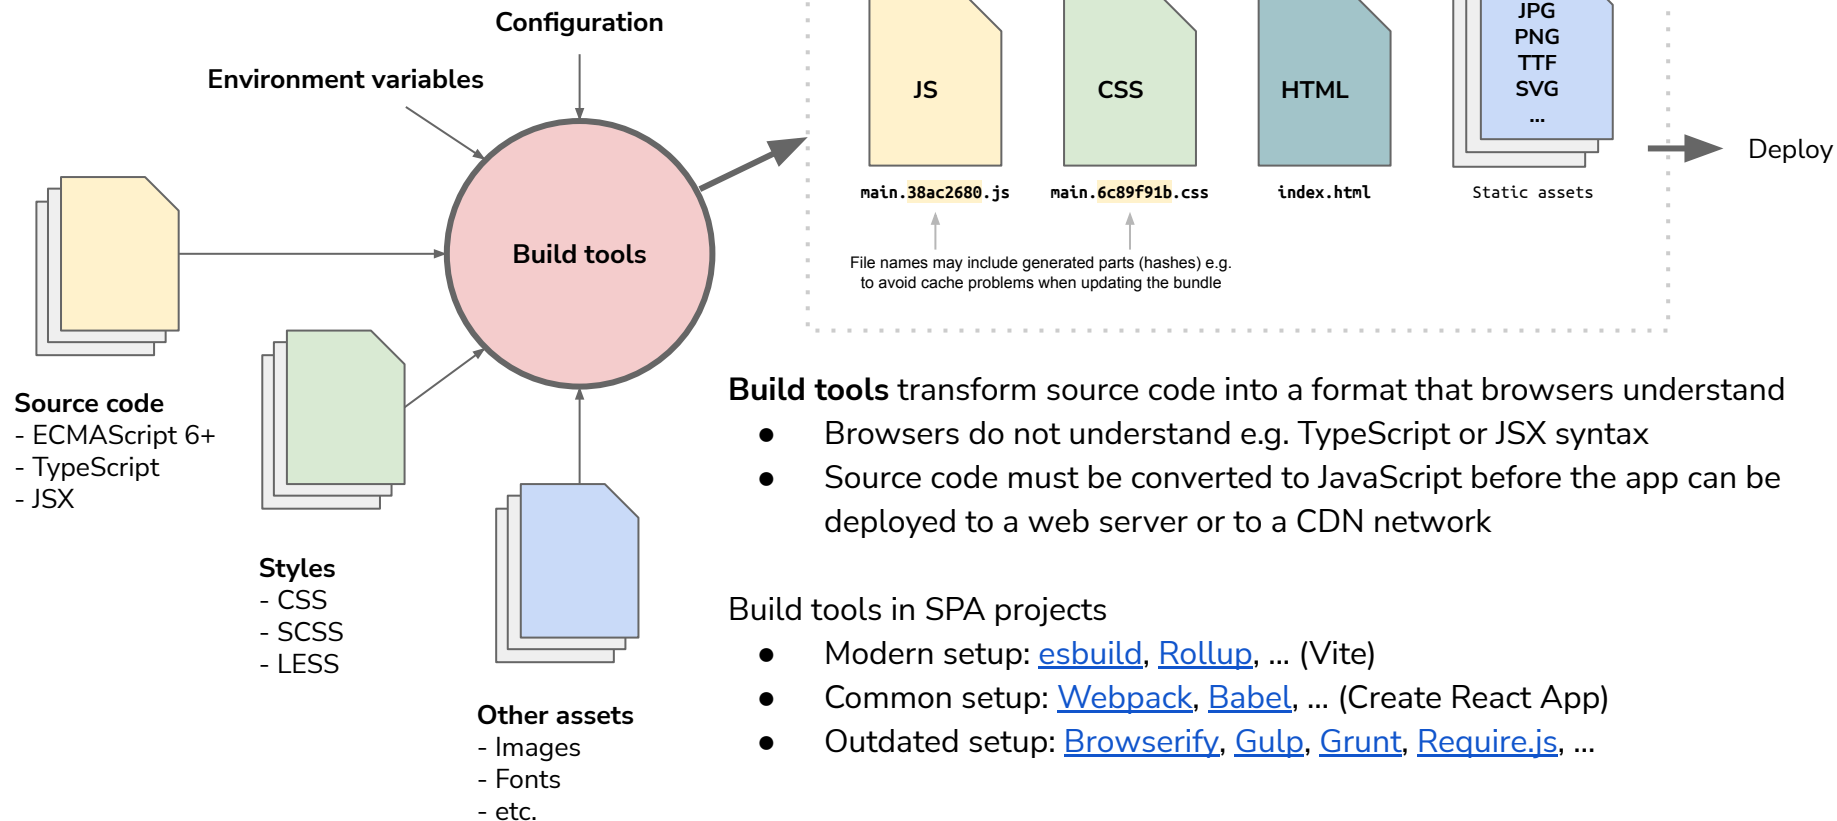 Configuration
Environment variables
Build tools
Source code
- ECMAScript 6+
- TypeScript
- JSX
Styles
- CSS
- SCSS
- LESS
Other assets
- Images
- Fonts
- etc.
JS
CSS
HTML
JPG
PNG
TTF
SVG
...
main.38ac2680.js
main.6c89f91b.css
index.html
Static assets
File names may include generated parts (hashes) e.g.
to avoid cache problems when updating the bundle
Deploy
Build tools transform source code into a format that browsers understand
● Browsers do not understand e.g. TypeScript or JSX syntax
● Source code must be converted to JavaScript before the app can be
deployed to a web server or to a CDN network
Build tools in SPA projects
● Modern setup: esbuild, Rollup, ... (Vite)
● Common setup: Webpack, Babel, ... (Create React App)
● Outdated setup: Browserify, Gulp, Grunt, Require.js, ...